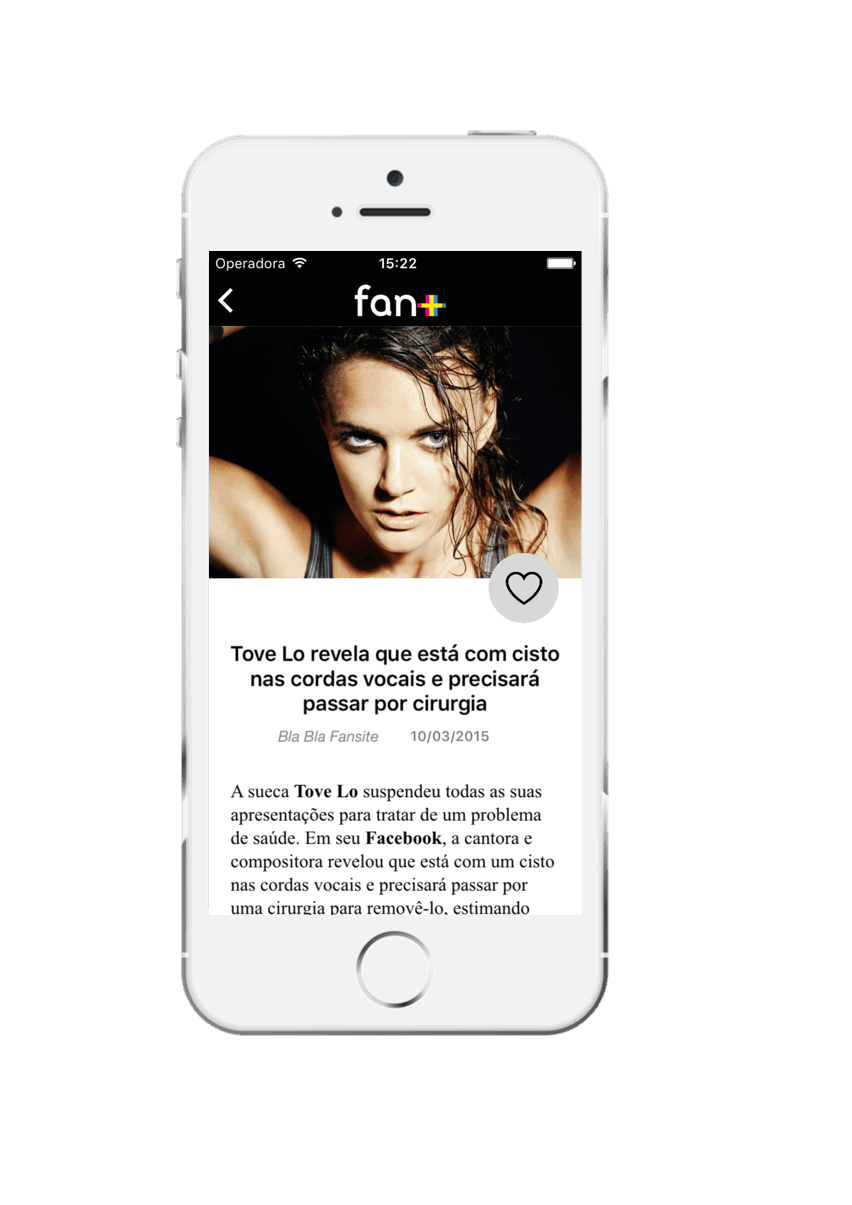 Operadora 15:22
fan+
Tove Lo revela que está com cisto
nas cordas vocais e precisará
passar por cirurgia
Bla Bla Fansite 10/03/2015
A sueca Tove Lo suspendeu todas as suas
apresentações para tratar de um problema
de saúde. Em seu Facebook, a cantora e
compositora revelou que está com um cisto
nas cordas vocais e precisará passar por
uma cirurgia para removê-lo, estimando